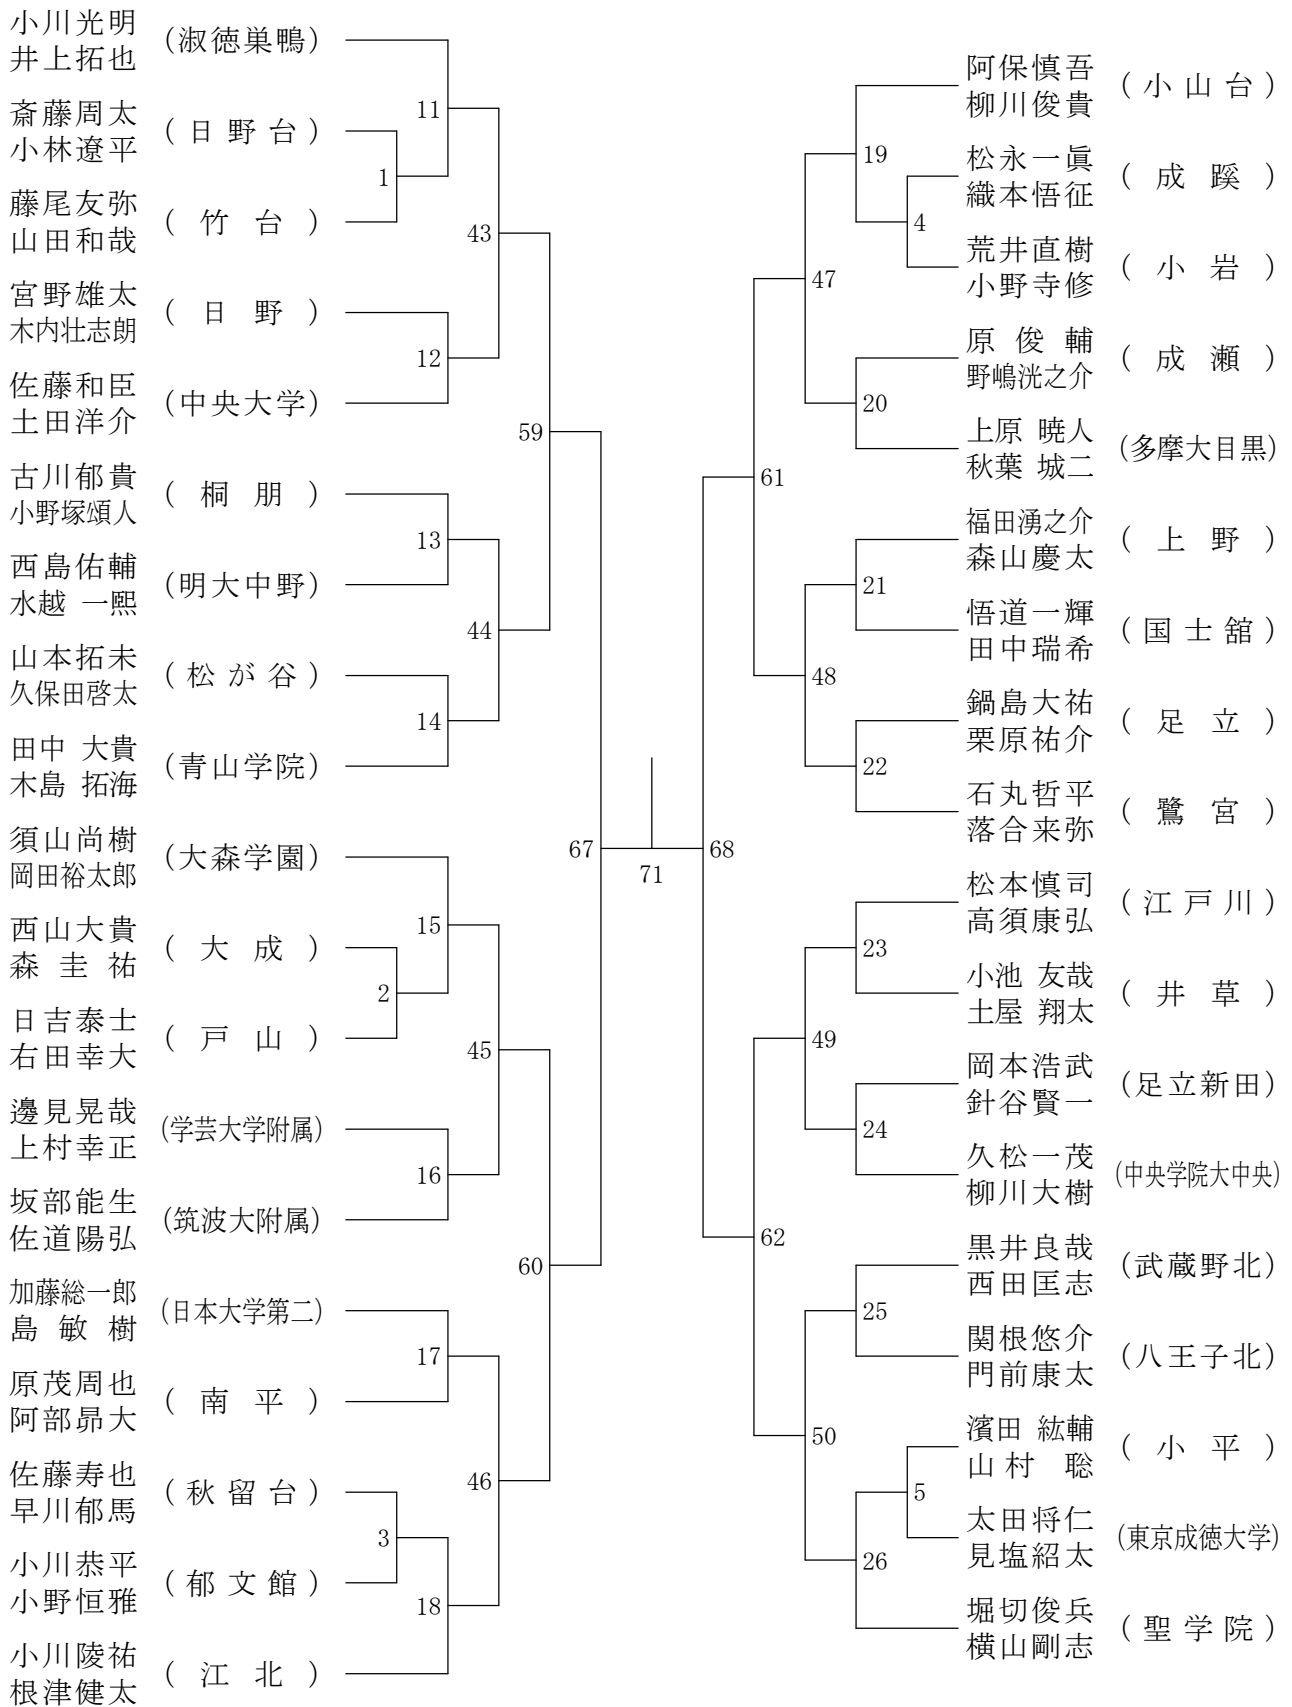 小川光明
井上拓也
(淑徳巣鴨)
斎藤周太
小林遼平
(日野台)
藤尾友弥
山田和哉
(竹台)
宮野雄太
木内壮志朗
(日野)
佐藤和臣
土田洋介
(中央大学)
古川郁貴
小野塚頌人
(桐朋)
西島佑輔
水越 一熙
(明大中野)
山本拓未
久保田啓太
(松が谷)
田中 大貴
木島 拓海
(青山学院)
須山尚樹
岡田裕太郎
(大森学園)
西山大貴
森 圭 祐
(大成)
日吉泰士
右田幸大
(戸山)
邊見晃哉
上村幸正
(学芸大学附属)
坂部能生
佐道陽弘
(筑波大附属)
加藤総一郎
島 敏 樹
(日本大学第二)
原茂周也
阿部昴大
(南平)
佐藤寿也
早川郁馬
(秋留台)
小川恭平
小野恒雅
(郁文館)
小川陵祐
根津健太
(江北)
11
1
43
12
59
13
44
14
67
15
2
45
16
60
17
46
3
18
71
68
19
4
47
20
61
21
48
22
23
49
24
62
25
50
5
26
阿保慎吾
柳川俊貴
(小山台)
松永一眞
織本悟征
(成蹊)
荒井直樹
小野寺修
(小岩)
原 俊 輔
野嶋洸之介
(成瀬)
上原 暁人
秋葉 城二
(多摩大目黒)
福田湧之介
森山慶太
(上野)
悟道一輝
田中瑞希
(国士舘)
鍋島大祐
栗原祐介
(足立)
石丸哲平
落合来弥
(鷺宮)
松本慎司
高須康弘
(江戸川)
小池 友哉
土屋 翔太
(井草)
岡本浩武
針谷賢一
(足立新田)
久松一茂
柳川大樹
(中央学院大中央)
黒井良哉
西田匡志
(武蔵野北)
関根悠介
門前康太
(八王子北)
濱田 紘輔
山村 聡
(小平)
太田将仁
見塩紹太
(東京成徳大学)
堀切俊兵
横山剛志
(聖学院)